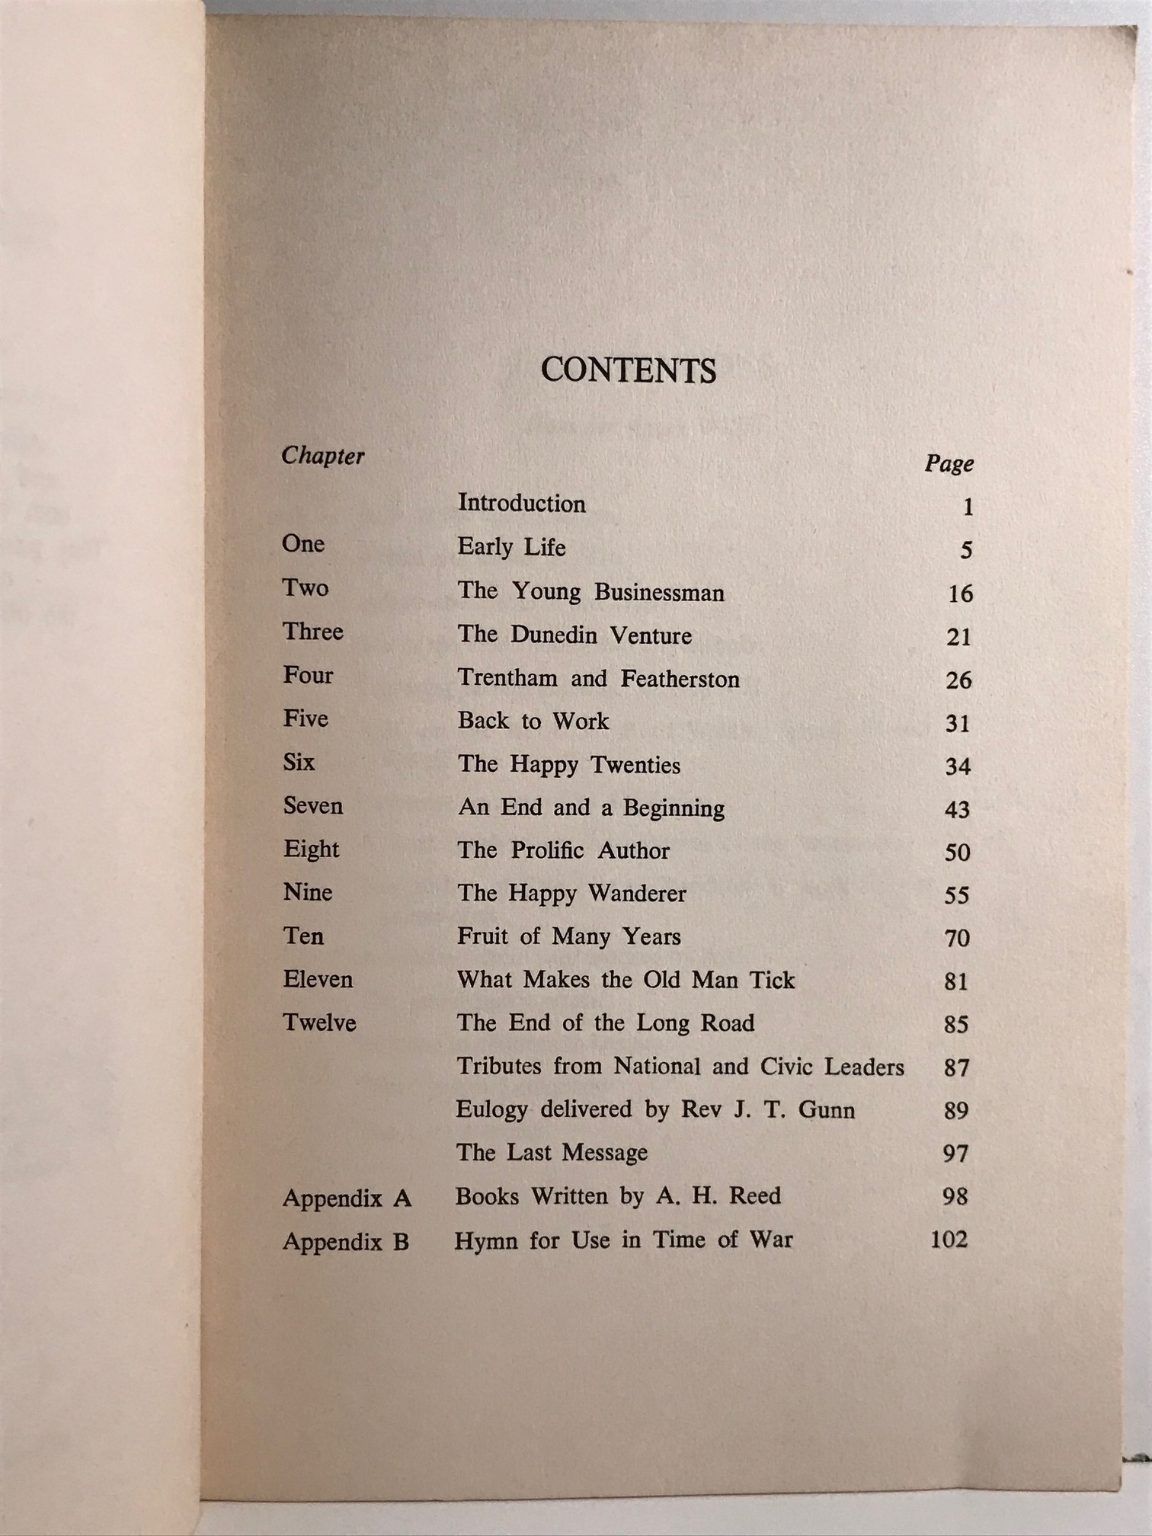 CONTENTS
Chapter Page
Introduction 1
One Early Life 5
Two The Young Businessman 16
Three The Dunedin Venture 21
Four Trentham and Featherston 26
Five Back to Work 31
Six The Happy Twenties 34
Seven An End and a Beginning 43
Eight The Prolific Author 50
Nine The Happy Wanderer 55
Ten Fruit of Many Years 70
Eleven What Makes the Old Man Tick 81
Twelve The End of the Long Road 85
Tributes from National and Civic Leaders 87
Eulogy delivered by Rev J. T. Gunn 89
The Last Message 97
Appendix A Books Written by A. H. Reed 98
Appendix B Hymn for Use in Time of War 102